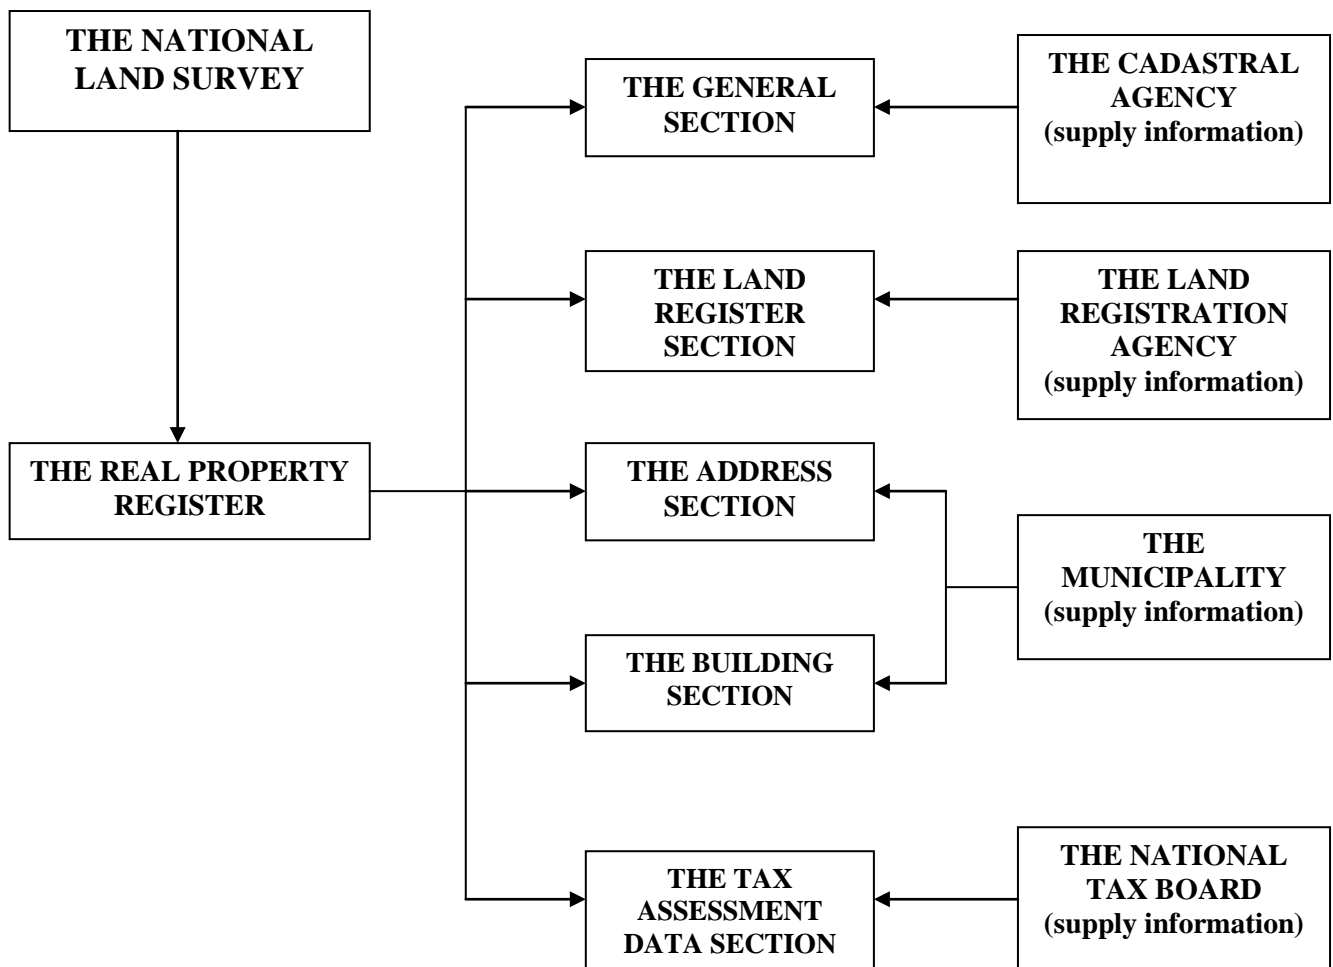 THE NATIONAL
LAND SURVEY
THE GENERAL
SECTION
THE CADASTRAL
AGENCY
(supply information)
THE LAND
REGISTER
SECTION
THE LAND
REGISTRATION
AGENCY
(supply information)
THE REAL PROPERTY
REGISTER
THE ADDRESS
SECTION
THE
MUNICIPALITY
(supply information)
THE BUILDING
SECTION
THE TAX
ASSESSMENT
DATA SECTION
THE NATIONAL
TAX BOARD
(supply information)